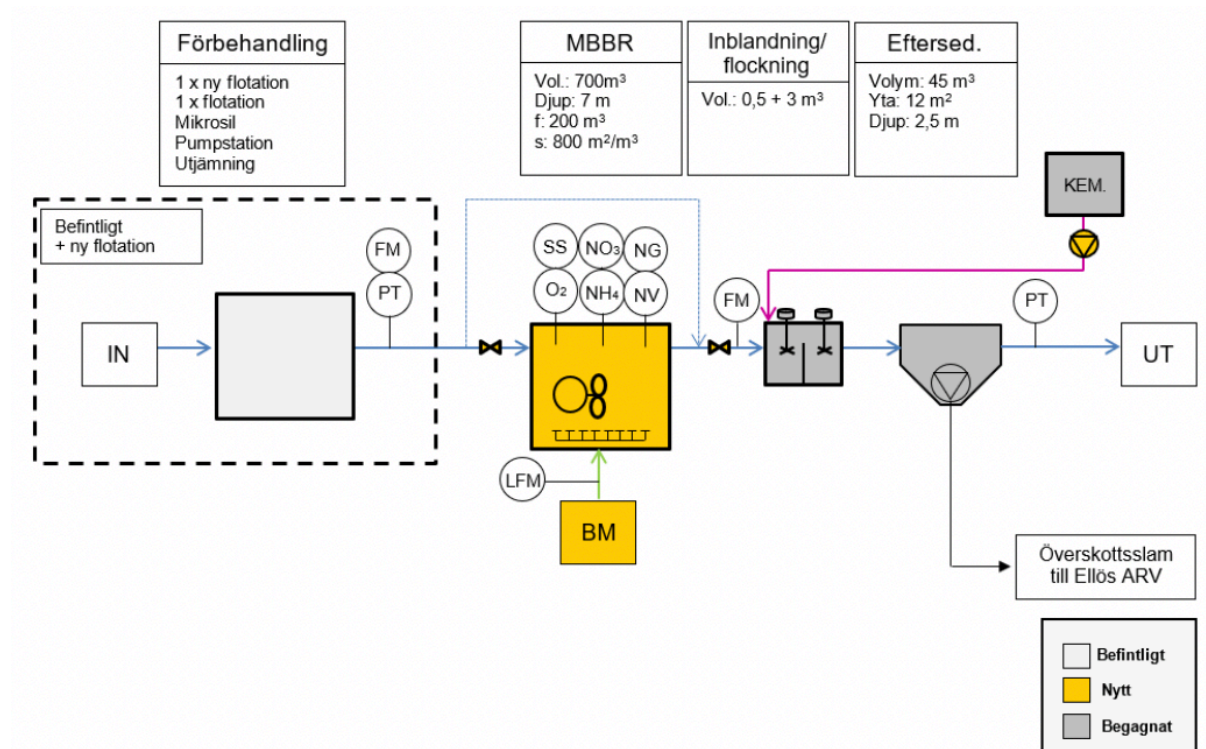 Förbehandling
1 x ny flotation
1 x flotation
Mikrosil
Pumpstation
Utjämning
MBBR
Vol.: 700m³
Djup: 7 m
f: 200 m³
s: 800 m²/m³
Inblandning/
flockning
Vol.: 0,5 + 3 m³
Eftersed.
Volym: 45 m³
Yta: 12 m²
Djup: 2,5 m
KEM.
Befintligt
+ ny flotation
FM
PT
SS
NO₃
NG
O₂
NH₄
NV
FM
PT
IN
UT
LFM
BM
Överskottsslam
till Ellös ARV
Befintligt
Nytt
Begagnat